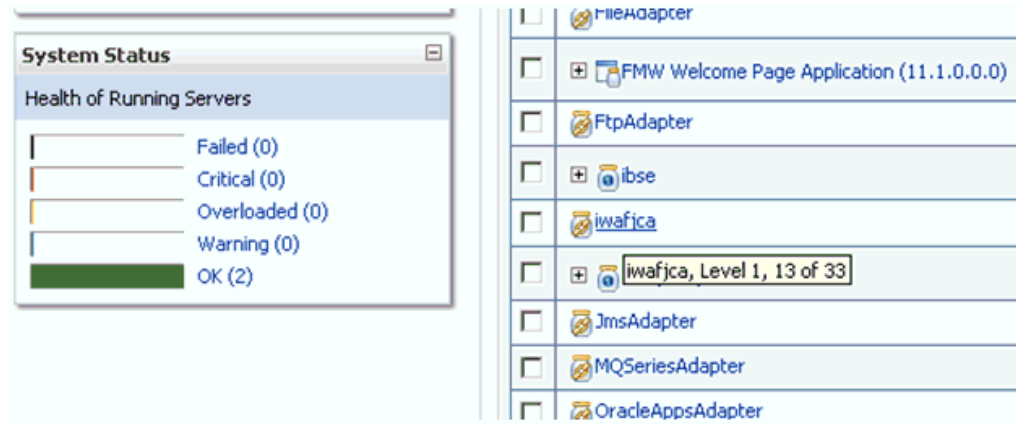 System Status
Health of Running Servers
Failed (0)
Critical (0)
Overloaded (0)
Warning (0)
OK (2)
FileAdapter
FMW Welcome Page Application (11.1.0.0.0)
FtpAdapter
ibse
iwafjca
iwafjca, Level 1, 13 of 33
JmsAdapter
MQSeriesAdapter
OracleAppsAdapter